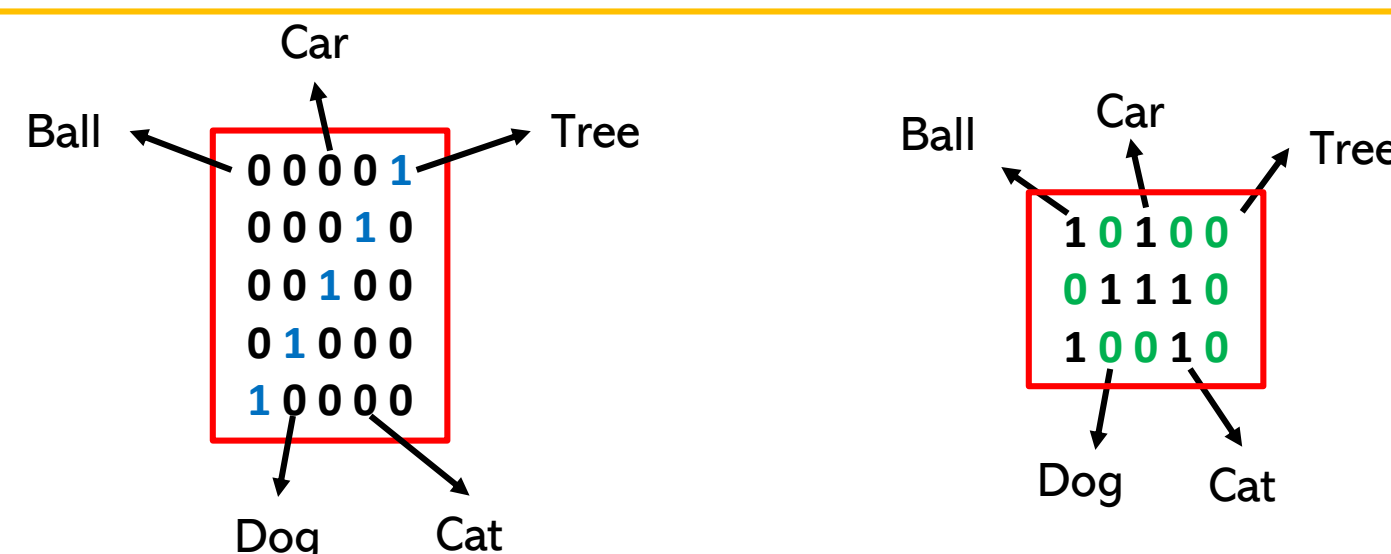 Car
Ball
Tree
0 0 0 0 1
0 0 0 1 0
0 0 1 0 0
0 1 0 0 0
1 0 0 0 0
Dog
Cat
Car
Ball
Tree
1 0 1 0 0
0 1 1 1 0
1 0 0 1 0
Dog
Cat